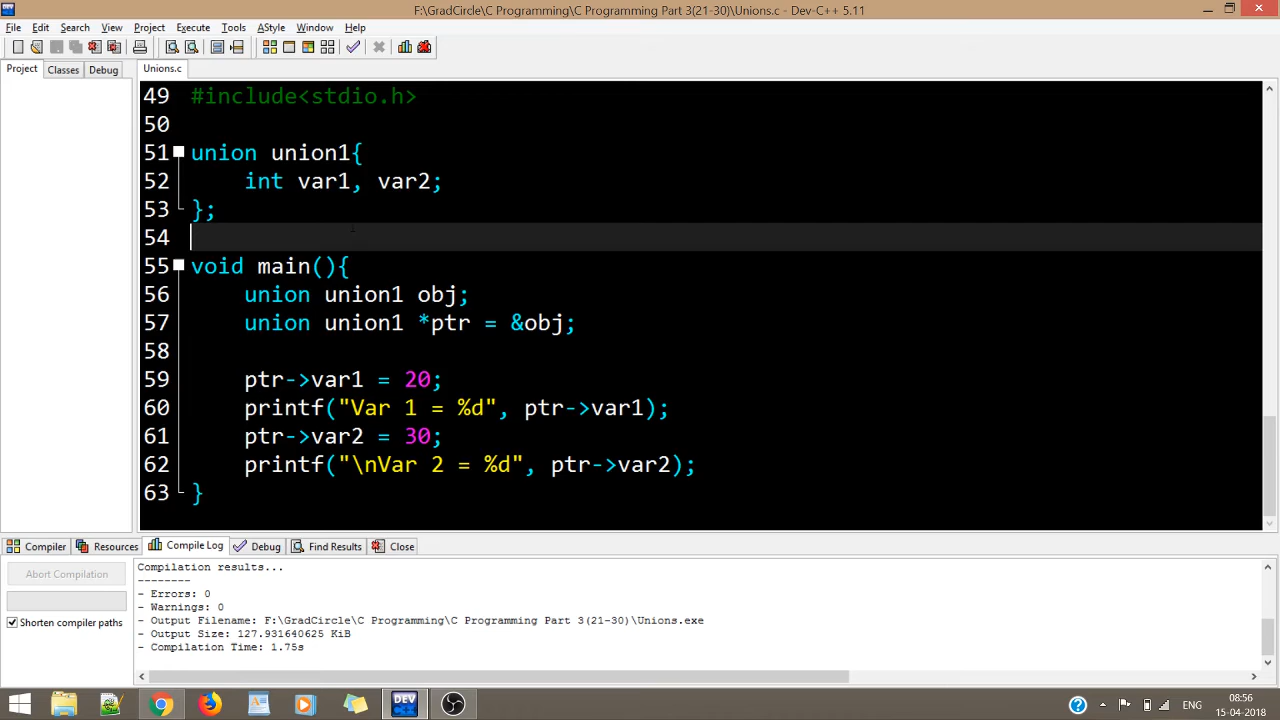 F:\GradCircle\C Programming\C Programming Part 3(21-30)\Unions.c - Dev-C++ 5.11
File Edit Search View Project Execute Tools AStyle Window Help
Project Classes Debug Unions.c
49 #include<stdio.h>
50
51 union union1{
52 int var1, var2;
53 };
54
55 void main(){
56 union union1 obj;
57 union union1 *ptr = &obj;
58
59 ptr->var1 = 20;
60 printf("Var 1 = %d", ptr->var1);
61 ptr->var2 = 30;
62 printf("\nVar 2 = %d", ptr->var2);
63 }
Compiler Resources Compile Log Debug Find Results Close
Abort Compilation
Shorten compiler paths
Compilation results...
--------
- Errors: 0
- Warnings: 0
- Output Filename: F:\GradCircle\C Programming\C Programming Part 3(21-30)\Unions.exe
- Output Size: 127.931640625 KiB
- Compilation Time: 1.75s
DEV
ENG
08:56
15-04-2018